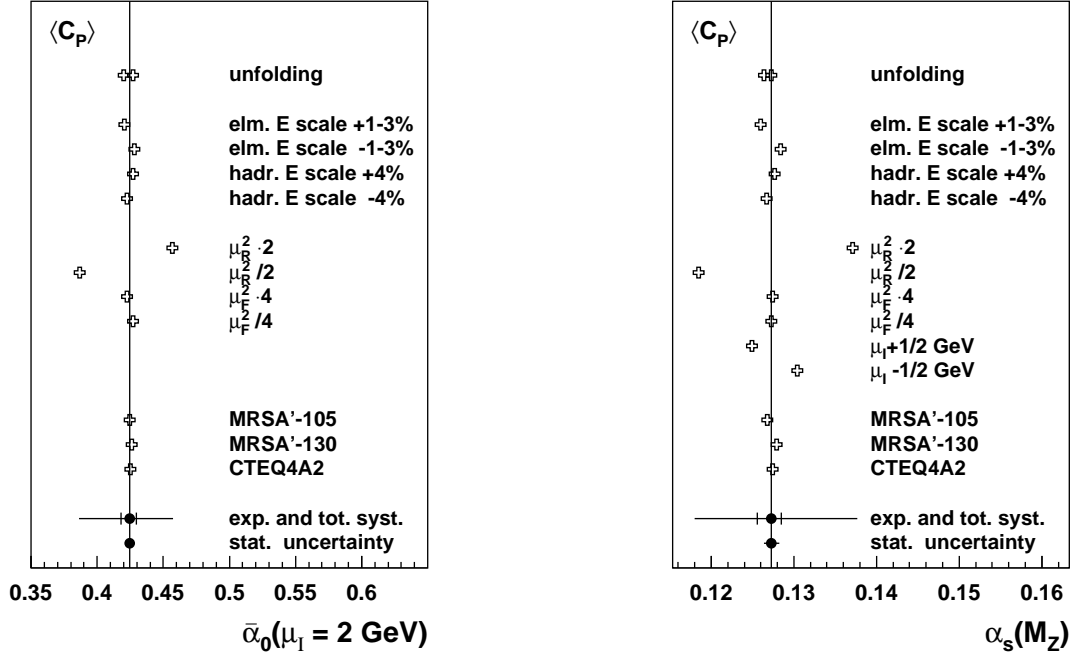 ⟨C_P⟩
unfolding
elm. E scale +1-3%
elm. E scale -1-3%
hadr. E scale +4%
hadr. E scale -4%
μ_R^2 ·2
μ_R^2 /2
μ_F^2 ·4
μ_F^2 /4
MRSA'-105
MRSA'-130
CTEQ4A2
exp. and tot. syst.
stat. uncertainty
0.35 0.4 0.45 0.5 0.55 0.6
ᾱ_0(μ_I = 2 GeV)
⟨C_P⟩
unfolding
elm. E scale +1-3%
elm. E scale -1-3%
hadr. E scale +4%
hadr. E scale -4%
μ_R^2 ·2
μ_R^2 /2
μ_F^2 ·4
μ_F^2 /4
μ_I+1/2 GeV
μ_I -1/2 GeV
MRSA'-105
MRSA'-130
CTEQ4A2
exp. and tot. syst.
stat. uncertainty
0.12 0.13 0.14 0.15 0.16
α_s(M_Z)